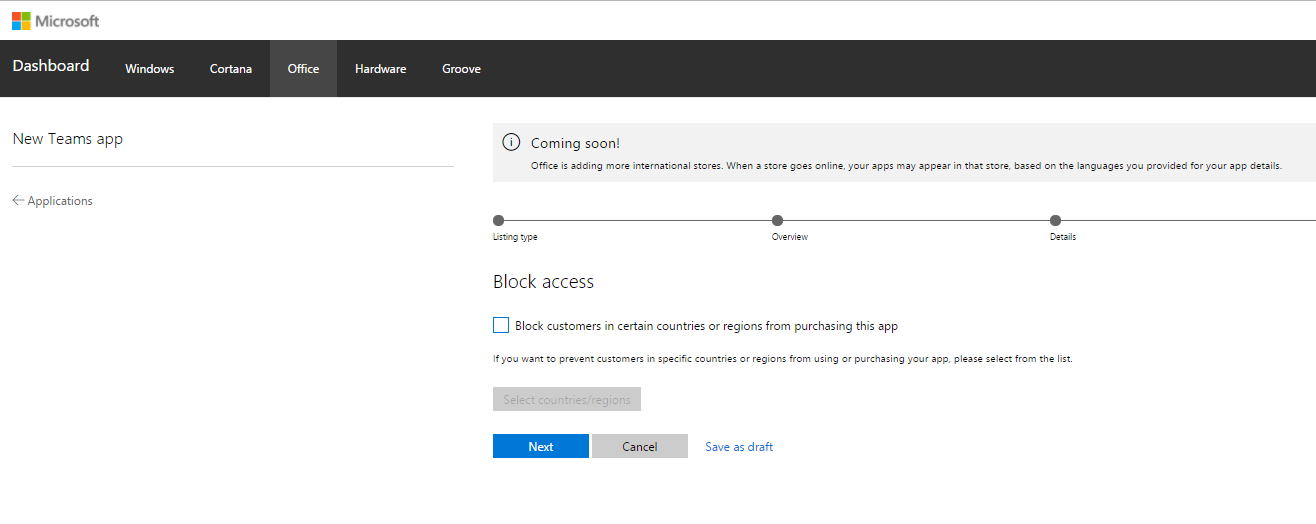 Microsoft
Dashboard Windows Cortana Office Hardware Groove
New Teams app
← Applications
Coming soon!
Office is adding more international stores. When a store goes online, your apps may appear in that store, based on the languages you provided for your app details.
Listing type Overview Details
Block access
Block customers in certain countries or regions from purchasing this app
If you want to prevent customers in specific countries or regions from using or purchasing your app, please select from the list.
Select countries/regions
Next Cancel Save as draft